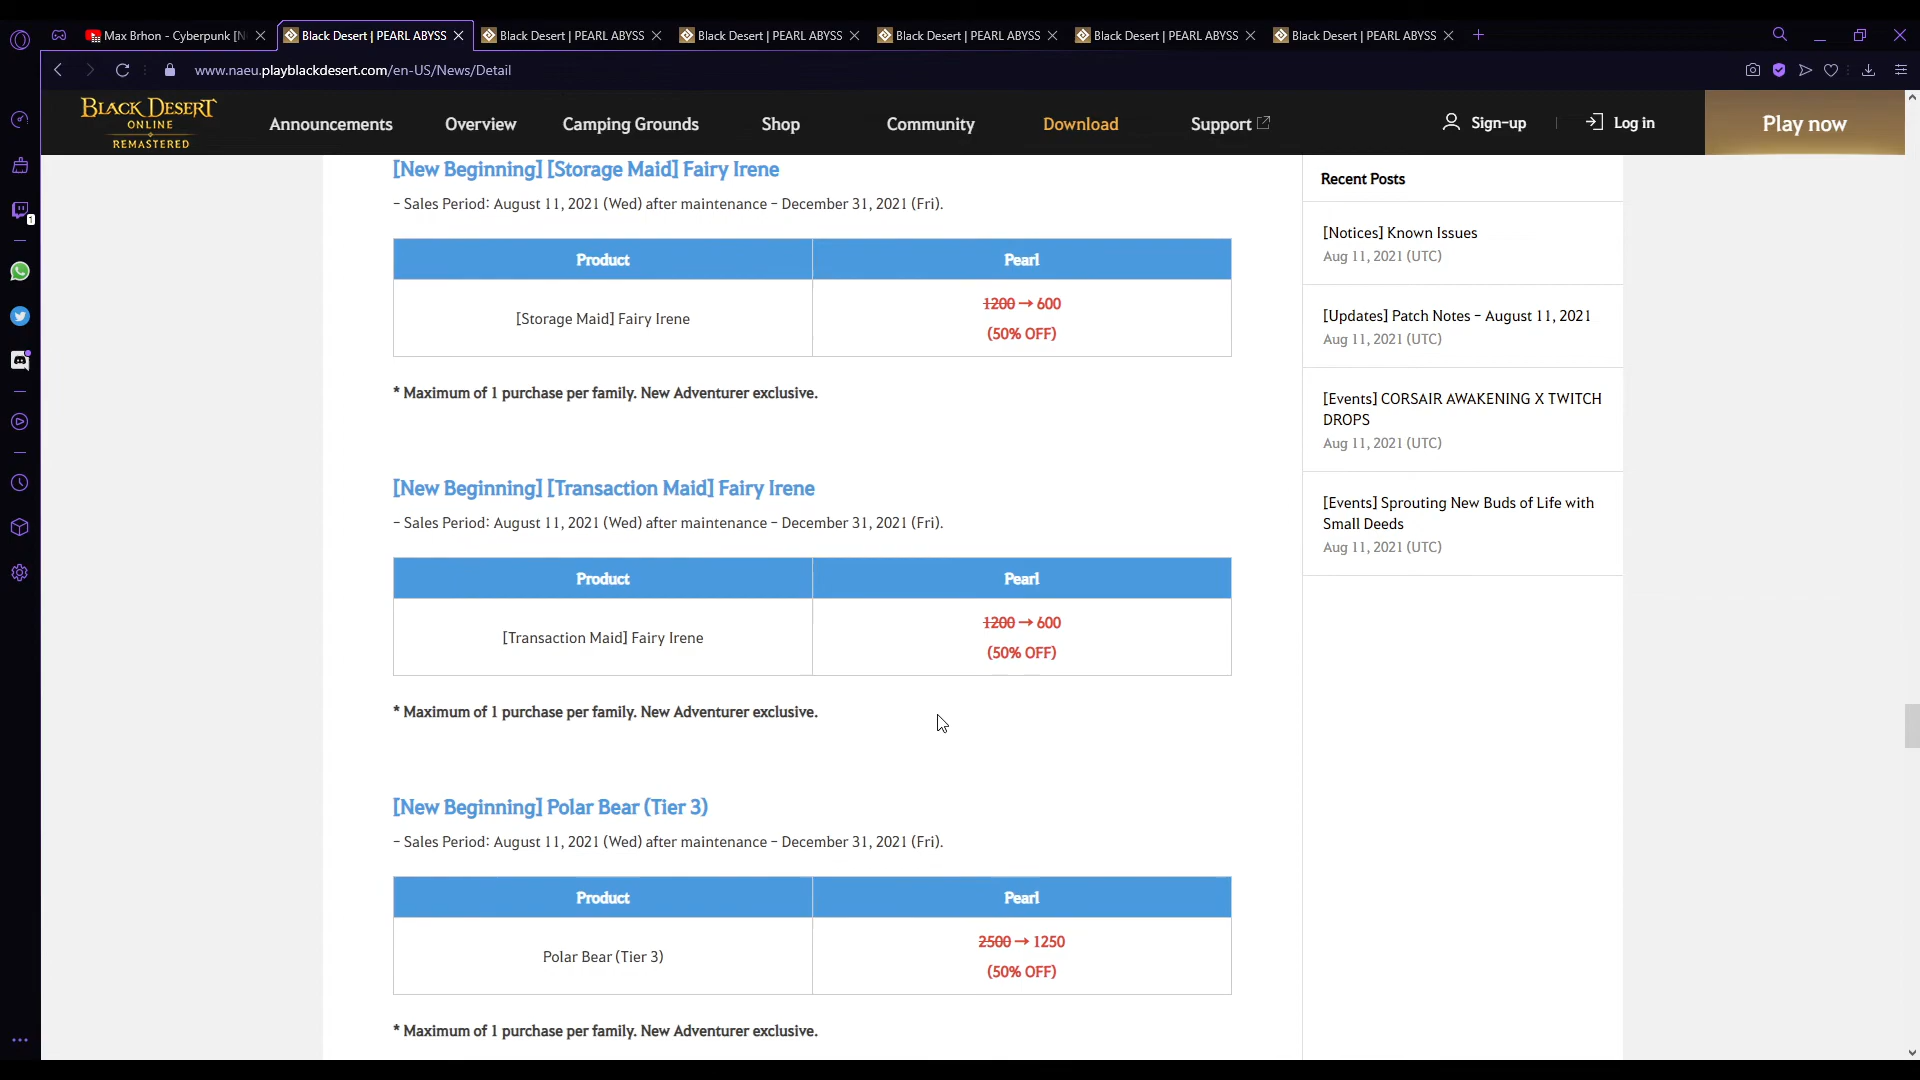 Max Brhon - Cyberpunk [N
Black Desert | PEARL ABYSS
Black Desert | PEARL ABYSS
Black Desert | PEARL ABYSS
Black Desert | PEARL ABYSS
Black Desert | PEARL ABYSS
Black Desert | PEARL ABYSS
www.naeu.playblackdesert.com/en-US/News/Detail
BLACK DESERT
ONLINE
REMASTERED
Announcements
Overview
Camping Grounds
Shop
Community
Download
Support
Sign-up
Log in
Play now
1
[New Beginning] [Storage Maid] Fairy Irene
- Sales Period: August 11, 2021 (Wed) after maintenance - December 31, 2021 (Fri).
Product Pearl
[Storage Maid] Fairy Irene
1200 → 600
(50% OFF)
* Maximum of 1 purchase per family. New Adventurer exclusive.
[New Beginning] [Transaction Maid] Fairy Irene
- Sales Period: August 11, 2021 (Wed) after maintenance - December 31, 2021 (Fri).
Product Pearl
[Transaction Maid] Fairy Irene
1200 → 600
(50% OFF)
* Maximum of 1 purchase per family. New Adventurer exclusive.
[New Beginning] Polar Bear (Tier 3)
- Sales Period: August 11, 2021 (Wed) after maintenance - December 31, 2021 (Fri).
Product Pearl
Polar Bear (Tier 3)
2500 → 1250
(50% OFF)
* Maximum of 1 purchase per family. New Adventurer exclusive.
Recent Posts
[Notices] Known Issues
Aug 11, 2021 (UTC)
[Updates] Patch Notes - August 11, 2021
Aug 11, 2021 (UTC)
[Events] CORSAIR AWAKENING X TWITCH
DROPS
Aug 11, 2021 (UTC)
[Events] Sprouting New Buds of Life with
Small Deeds
Aug 11, 2021 (UTC)